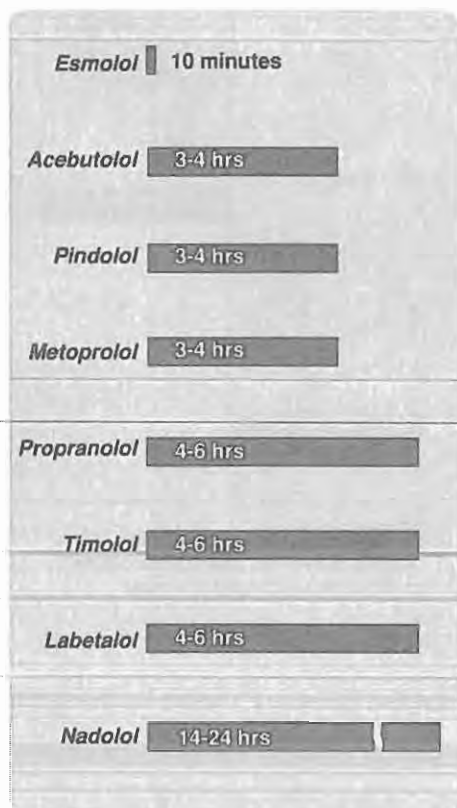 Esmolol 10 minutes
Acebutolol 3-4 hrs
Pindolol 3-4 hrs
Metoprolol 3-4 hrs
Propranolol 4-6 hrs
Timolol 4-6 hrs
Labetalol 4-6 hrs
Nadolol 14-24 hrs